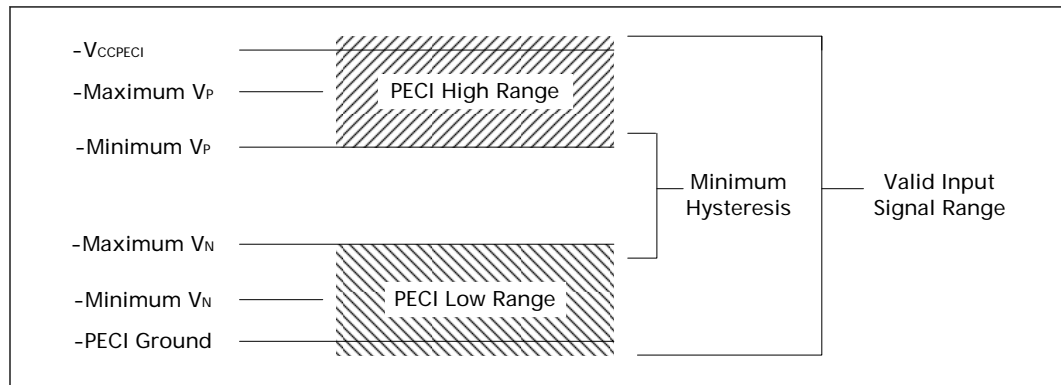 -VCCPECI
-Maximum VP
-Minimum VP
-Maximum VN
-Minimum VN
-PECI Ground
PECI High Range
PECI Low Range
Minimum
Hysteresis
Valid Input
Signal Range